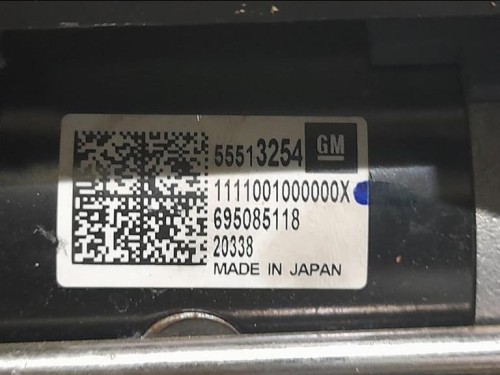 55513254 GM
1111001000000X
695085118
20338
MADE IN JAPAN